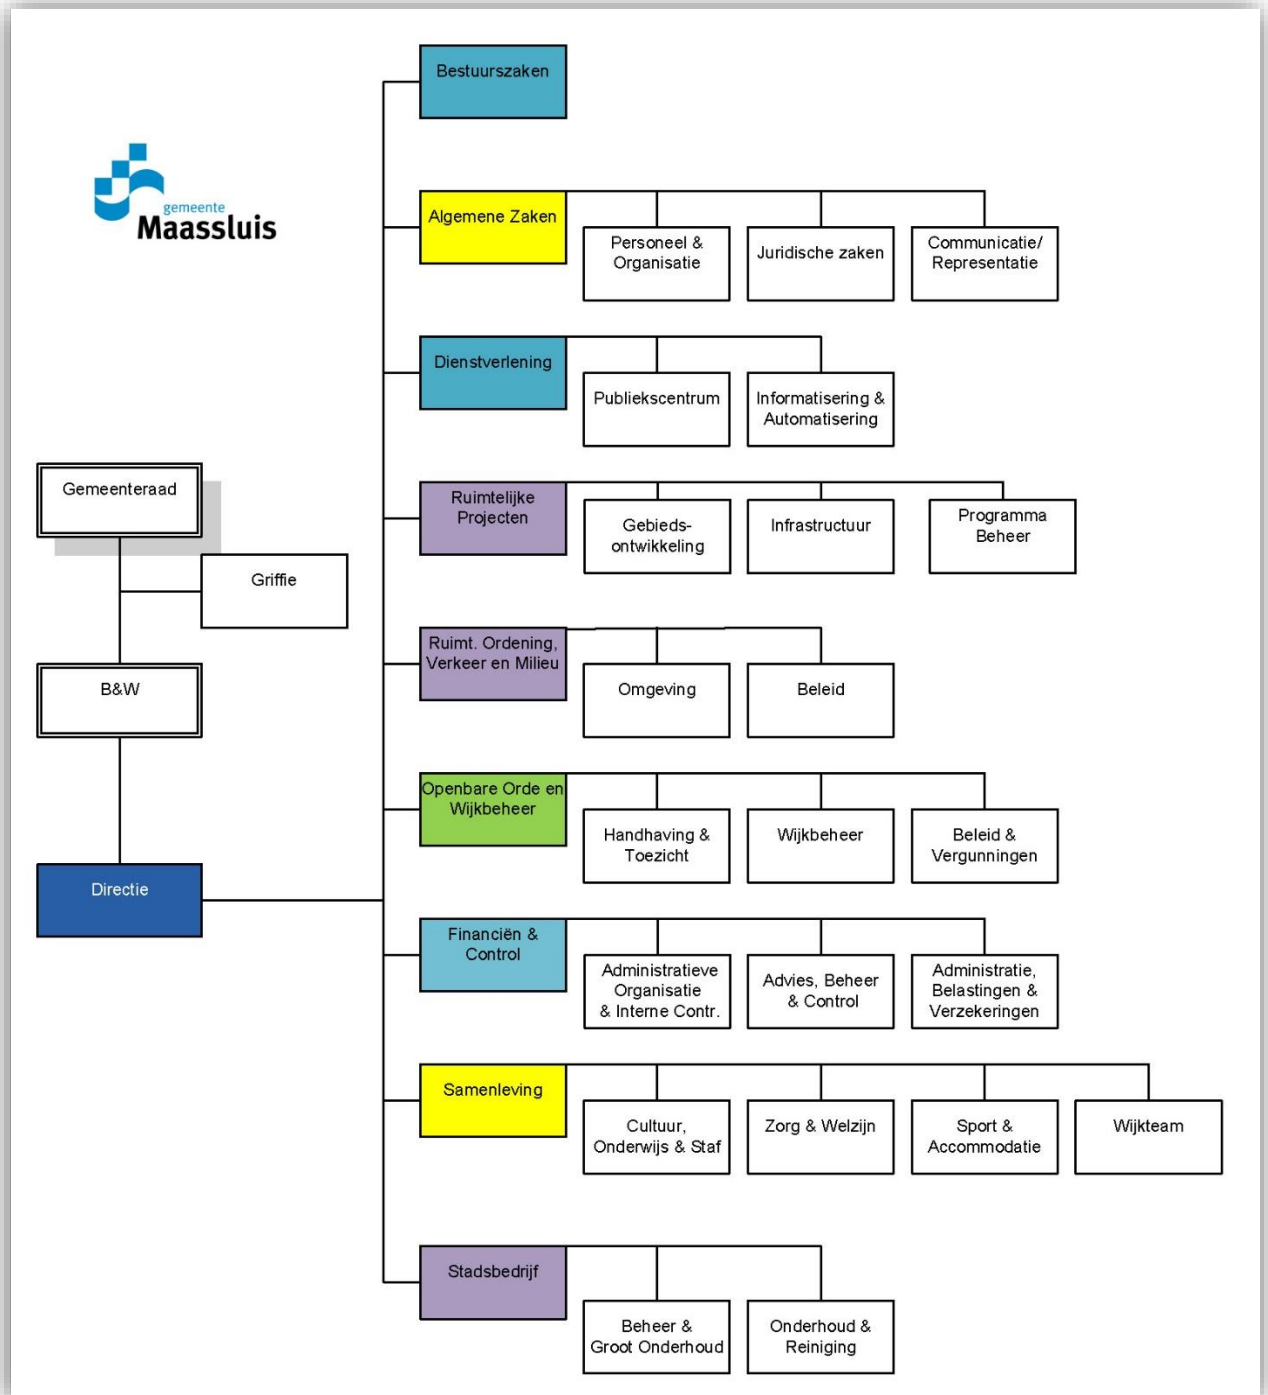 gemeente
Maassluis
Gemeenteraad
Griffie
B&W
Directie
Bestuurszaken
Algemene Zaken
Personeel &
Organisatie
Juridische zaken
Communicatie/
Representatie
Dienstverlening
Publiekscentrum
Informatisering &
Automatisering
Ruimtelijke
Projecten
Gebieds-
ontwikkeling
Infrastructuur
Programma
Beheer
Ruimt. Ordening,
Verkeer en Milieu
Omgeving
Beleid
Openbare Orde en
Wijkbeheer
Handhaving &
Toezicht
Wijkbeheer
Beleid &
Vergunningen
Financiën &
Control
Administratieve
Organisatie
& Interne Contr.
Advies, Beheer
& Control
Administratie,
Belastingen &
Verzekeringen
Samenleving
Cultuur,
Onderwijs & Staf
Zorg & Welzijn
Sport &
Accommodatie
Wijkteam
Stadsbedrijf
Beheer &
Groot Onderhoud
Onderhoud &
Reiniging